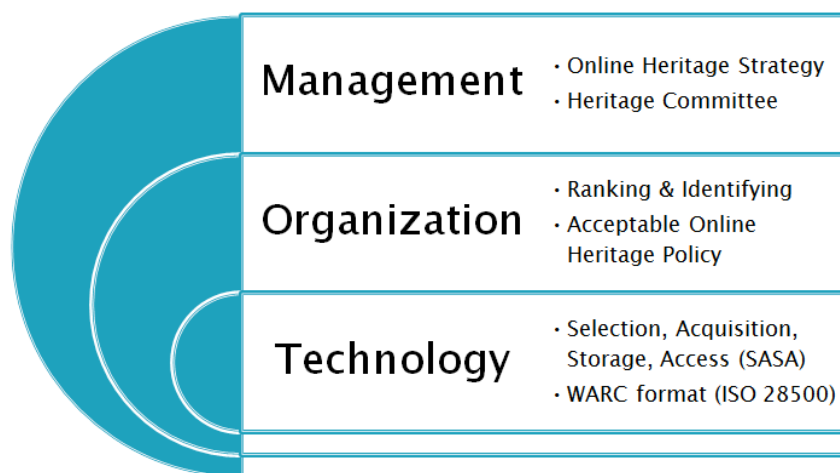 Management
· Online Heritage Strategy
· Heritage Committee
Organization
· Ranking & Identifying
· Acceptable Online
Heritage Policy
Technology
· Selection, Acquisition,
Storage, Access (SASA)
· WARC format (ISO 28500)